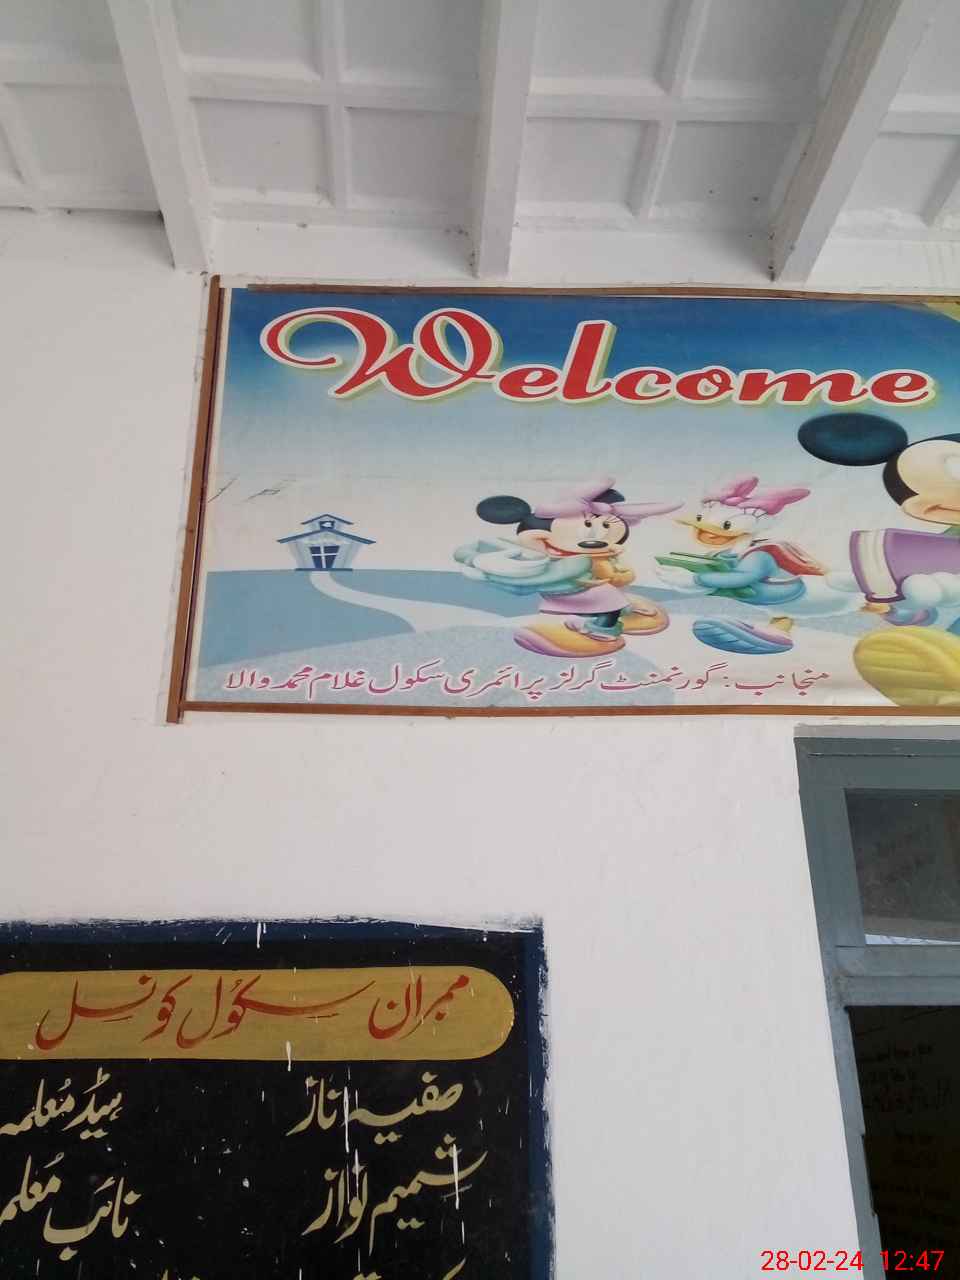 Welcome
منجانب: گورنمنٹ گرلز پرائمری سکول غلام محمد والا
ممبران سکول کونسل
صفیہ ناز ہیڈ معلمہ
شمیم نواز نائب معلمہ
28-02-24 12:47